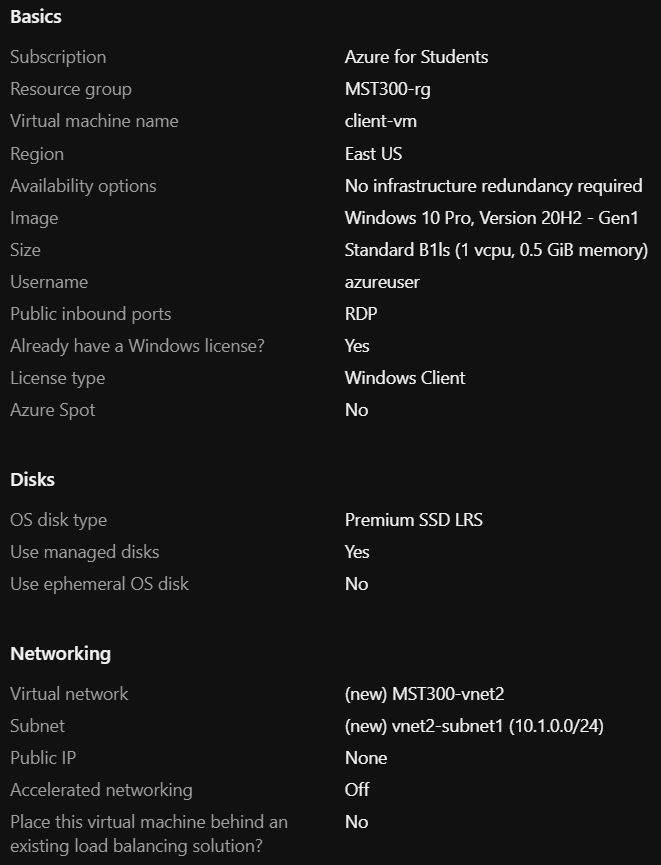 Basics
Subscription Azure for Students
Resource group MST300-rg
Virtual machine name client-vm
Region East US
Availability options No infrastructure redundancy required
Image Windows 10 Pro, Version 20H2 - Gen1
Size Standard B1ls (1 vcpu, 0.5 GiB memory)
Username azureuser
Public inbound ports RDP
Already have a Windows license? Yes
License type Windows Client
Azure Spot No
Disks
OS disk type Premium SSD LRS
Use managed disks Yes
Use ephemeral OS disk No
Networking
Virtual network (new) MST300-vnet2
Subnet (new) vnet2-subnet1 (10.1.0.0/24)
Public IP None
Accelerated networking Off
Place this virtual machine behind an No
existing load balancing solution?